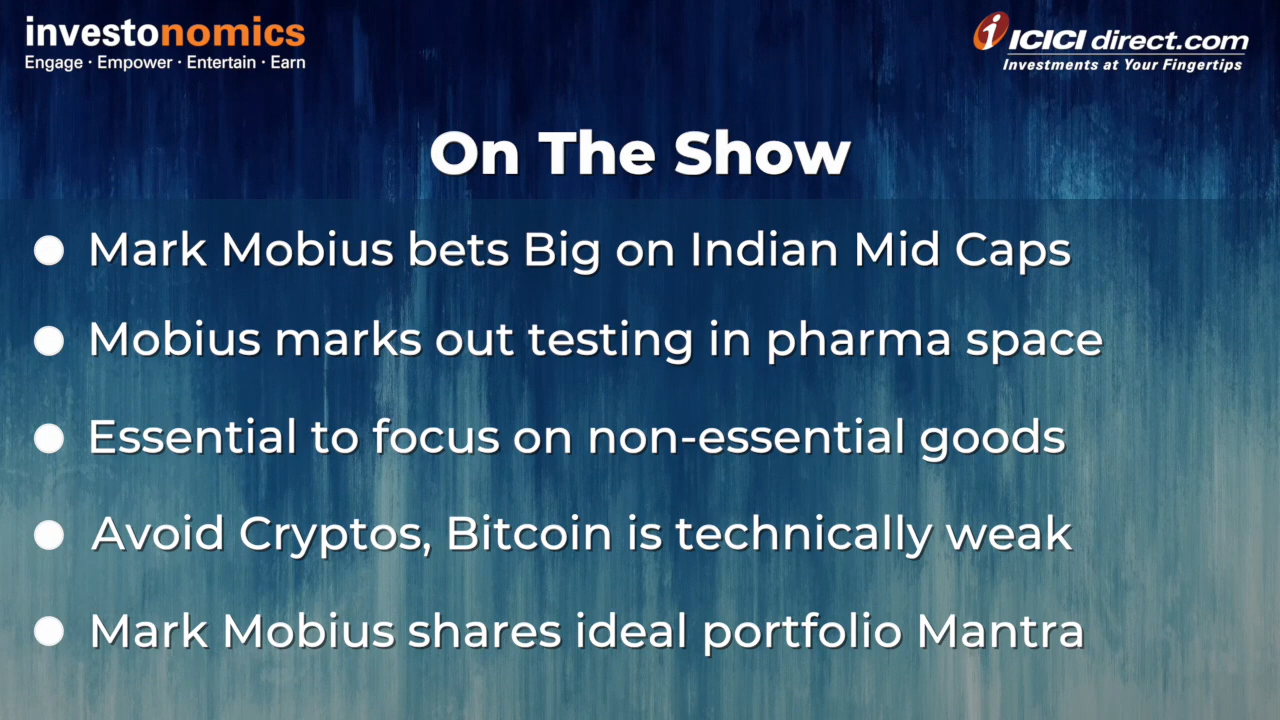 investonomics
Engage · Empower · Entertain · Earn
i ICICI direct.com
Investments at Your Fingertips
On The Show
Mark Mobius bets Big on Indian Mid Caps
Mobius marks out testing in pharma space
Essential to focus on non-essential goods
Avoid Cryptos, Bitcoin is technically weak
Mark Mobius shares ideal portfolio Mantra